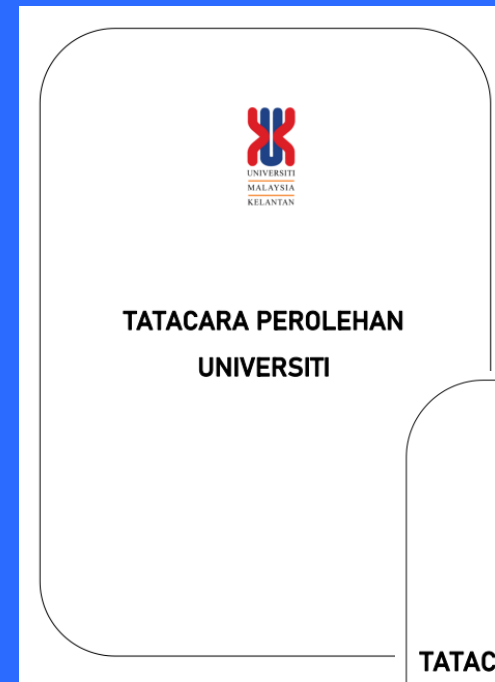 UNIVERSITI
MALAYSIA
KELANTAN
TATACARA PEROLEHAN
UNIVERSITI
TATAC